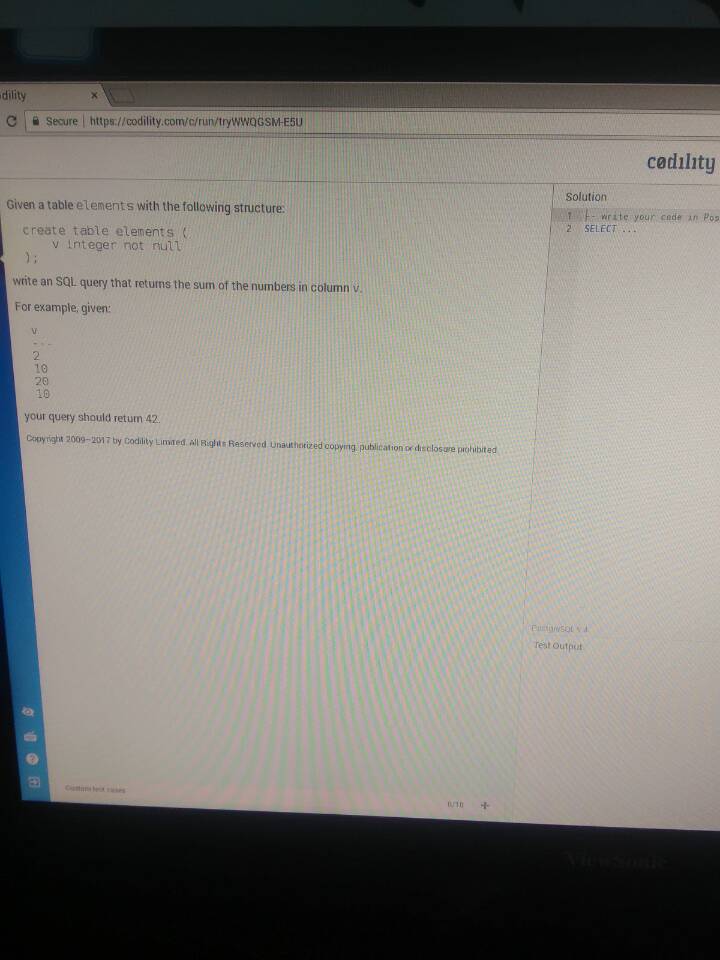 dility
Secure | https://codility.com/c/run/tryWWQGSM-E5U
cødılıty
Given a table elements with the following structure:
create table elements (
v integer not null
);
write an SQL query that returns the sum of the numbers in column v.
For example, given:
v
---
2
10
20
10
your query should return 42.
Copyright 2009–2017 by Codility Limited. All Rights Reserved. Unauthorized copying, publication or disclosure prohibited.
Custom test cases
0/10
Solution
1 -- write your code in Pos
2 SELECT ...
Test Output
ViewSonic